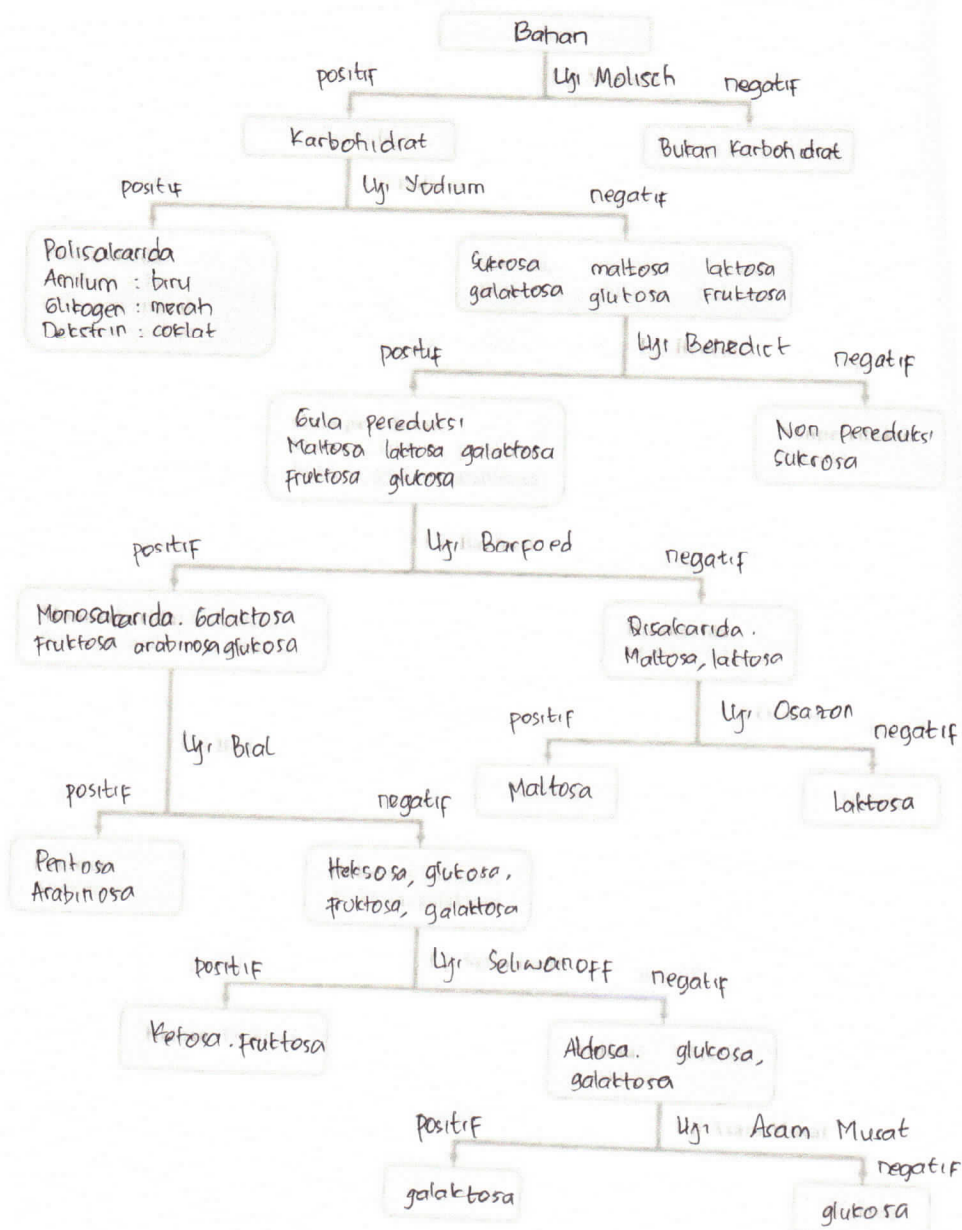 Bahan
positif
Uji Molisch
negatif
Karbohidrat
Bukan Karbohidrat
positif
Uji Yodium
negatif
Polisakarida
Amilum : biru
Glikogen : merah
Dekstrin : coklat
Sukrosa maltosa laktosa
galaktosa glukosa Fruktosa
positif
Uji Benedict
negatif
Gula pereduksi
Maltosa laktosa galaktosa
Fruktosa glukosa
Non pereduksi
sukrosa
positif
Uji Barfoed
negatif
Monosakarida. Galaktosa
Fruktosa arabinosa glukosa
Disakarida.
Maltosa, laktosa
Uji Bial
positif
Uji Osazon
negatif
Maltosa
Laktosa
positif
negatif
Pentosa
Arabinosa
Heksosa, glukosa,
Fruktosa, galaktosa
positif
Uji Seliwanoff
negatif
Ketosa. Fruktosa
Aldosa. glukosa,
galaktosa
positif
Uji Asam Musat
negatif
galaktosa
glukosa